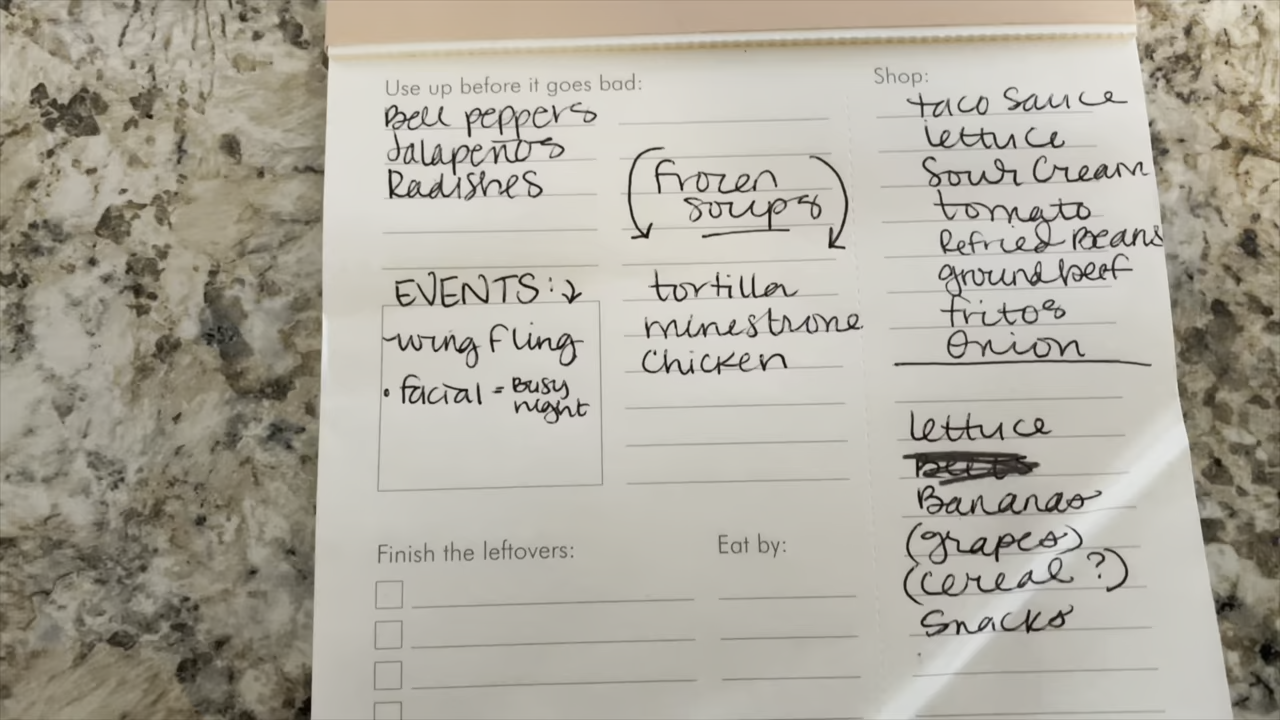 Use up before it goes bad:
Bell peppers
Jalapeños
Radishes
EVENTS:
-wing fling
• facial = Busy
night
Frozen
soups
tortilla
minestrone
Chicken
Shop:
taco sauce
lettuce
Sour Cream
tomato
Refried Beans
ground beef
fritos
Onion
lettuce
Bananas
(grapes)
(cereal ?)
Snacks
Finish the leftovers:
Eat by: